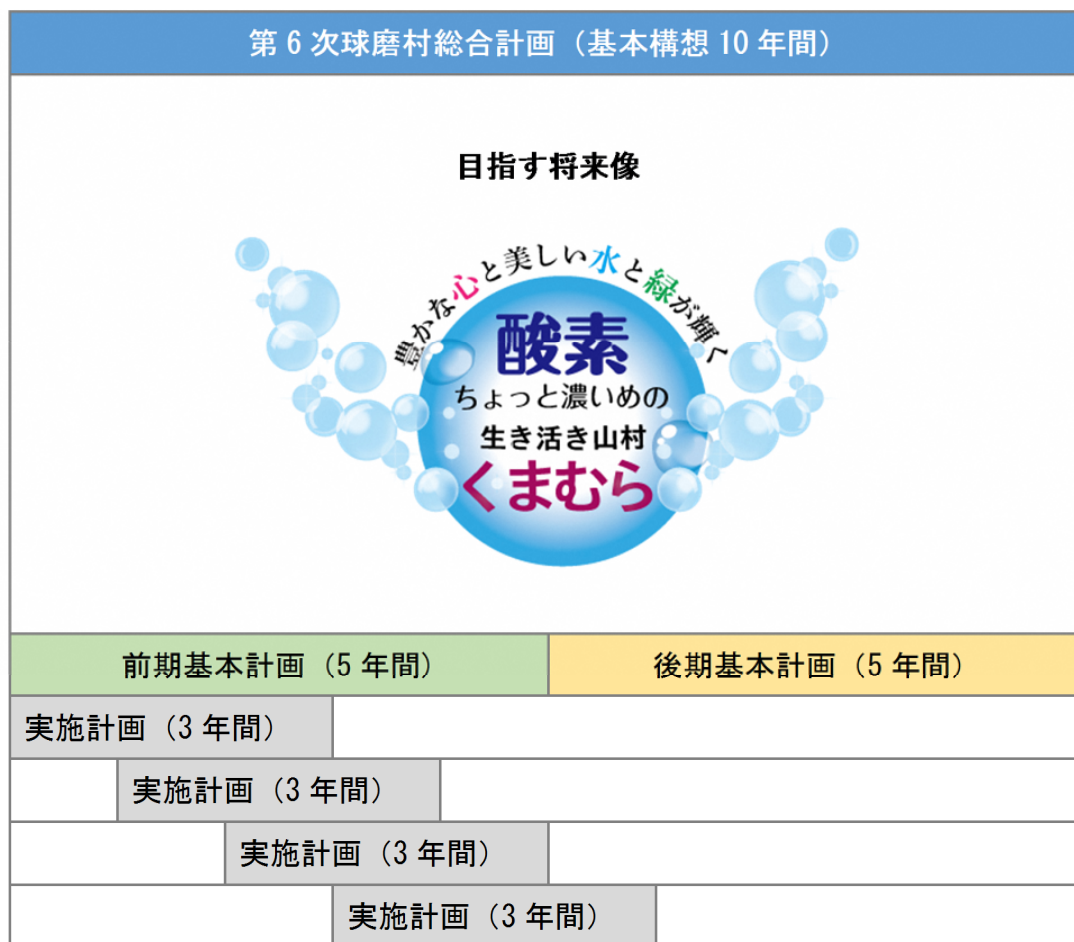 第6次球磨村総合計画（基本構想10年間）
目指す将来像
豊かな心と美しい水と緑が輝く
酸素
ちょっと濃いめの
生き活き山村
くまむら
前期基本計画（5年間）
後期基本計画（5年間）
実施計画（3年間）
実施計画（3年間）
実施計画（3年間）
実施計画（3年間）